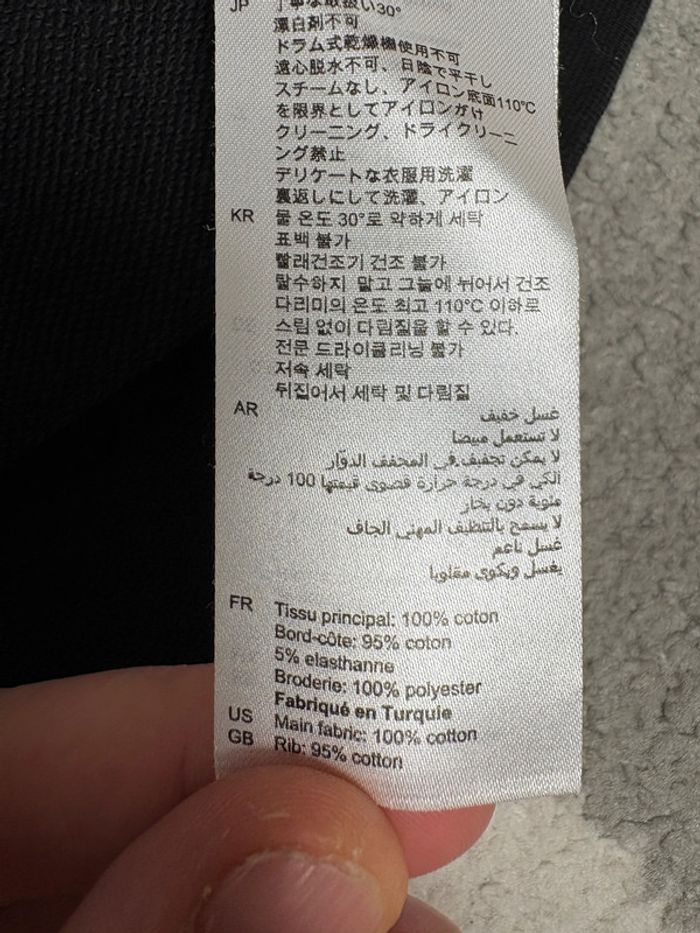 JP 丁寧な取扱い30°
漂白剤不可
ドラム式乾燥機使用不可
遠心脱水不可、日陰で平干し
スチームなし、アイロン底面110°C
を限界としてアイロンがけ
クリーニング、ドライクリーニ
ング禁止
デリケートな衣服用洗濯
裏返しにして洗濯、アイロン
KR 물 온도 30°로 약하게 세탁
표백 불가
빨래건조기 건조 불가
탈수하지 말고 그늘에 뉘어서 건조
다리미의 온도 최고 110°C 이하로
스팀 없이 다림질을 할 수 있다.
전문 드라이클리닝 불가
저속 세탁
뒤집어서 세탁 및 다림질
AR غسل خفيف
لا تستعمل مبيضا
لا يمكن تجفيف في المجفف الدوّار
الكي في درجة حرارة قصوى قيمتها 100 درجة
مئوية دون بخار
لا يسمح بالتنظيف المهني الجاف
غسل ناعم
يغسل ويكوى مقلوبا
FR Tissu principal: 100% coton
Bord-côte: 95% coton
5% elasthanne
Broderie: 100% polyester
Fabriqué en Turquie
US Main fabric: 100% cotton
GB Rib: 95% cotton